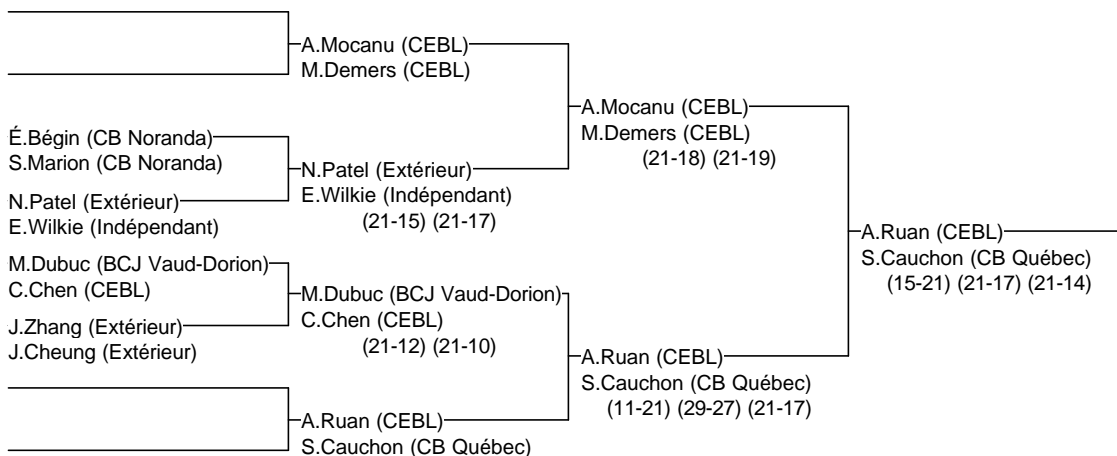 A.Mocanu (CEBL)
M.Demers (CEBL)
A.Mocanu (CEBL)
M.Demers (CEBL)
(21-18) (21-19)
É.Bégin (CB Noranda)
S.Marion (CB Noranda)
N.Patel (Extérieur)
E.Wilkie (Indépendant)
(21-15) (21-17)
N.Patel (Extérieur)
E.Wilkie (Indépendant)
A.Ruan (CEBL)
S.Cauchon (CB Québec)
(15-21) (21-17) (21-14)
M.Dubuc (BCJ Vaud-Dorion)
C.Chen (CEBL)
M.Dubuc (BCJ Vaud-Dorion)
C.Chen (CEBL)
(21-12) (21-10)
J.Zhang (Extérieur)
J.Cheung (Extérieur)
A.Ruan (CEBL)
S.Cauchon (CB Québec)
(11-21) (29-27) (21-17)
A.Ruan (CEBL)
S.Cauchon (CB Québec)